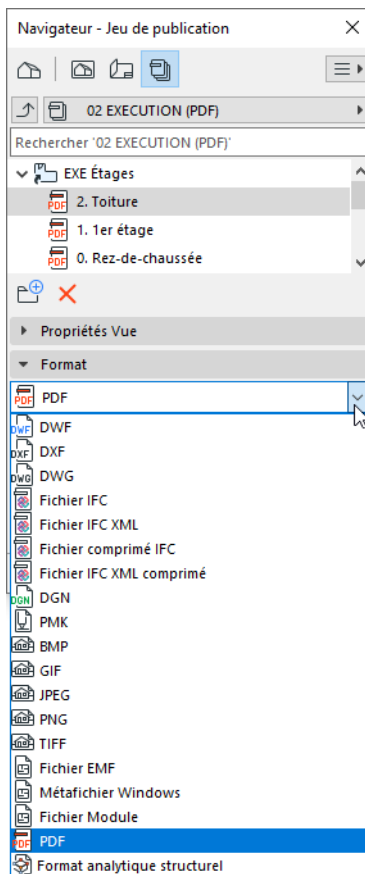 Navigateur - Jeu de publication
02 EXECUTION (PDF)
Rechercher '02 EXECUTION (PDF)'
EXE Étages
PDF 2. Toiture
PDF 1. 1er étage
PDF 0. Rez-de-chaussée
Propriétés Vue
Format
PDF PDF
DWF DWF
DXF DXF
DWG DWG
Fichier IFC
Fichier IFC XML
Fichier comprimé IFC
Fichier IFC XML comprimé
DGN DGN
PMK
BMP
GIF
JPEG
PNG
TIFF
Fichier EMF
Métafichier Windows
Fichier Module
PDF PDF
Format analytique structurel